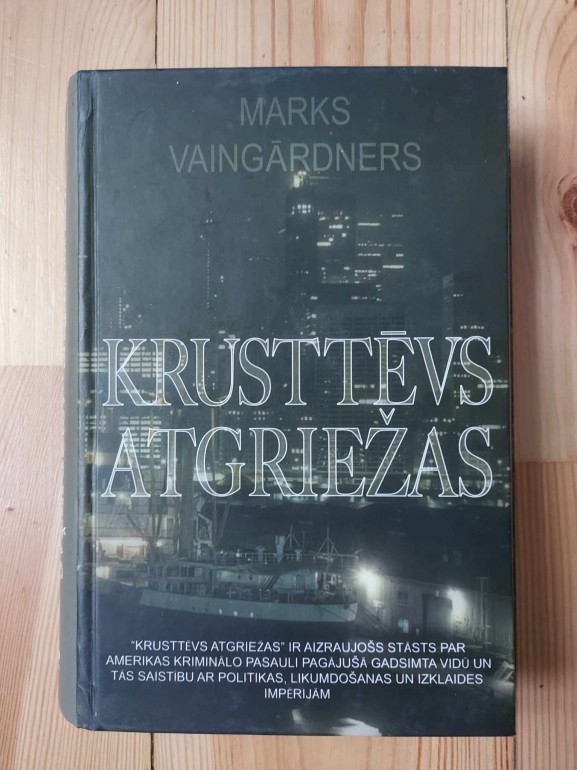 MARKS
VAINGĀRDNERS
KRUSTTĒVS
ATGRIEŽAS
"KRUSTTĒVS ATGRIEŽAS" IR AIZRAUJOŠS STĀSTS PAR
AMERIKAS KRIMINĀLO PASAULI PAGĀJUŠĀ GADSIMTA VIDŪ UN
TĀS SAISTĪBU AR POLITIKAS, LIKUMDOŠANAS UN IZKLAIDES
IMPĒRIJĀM